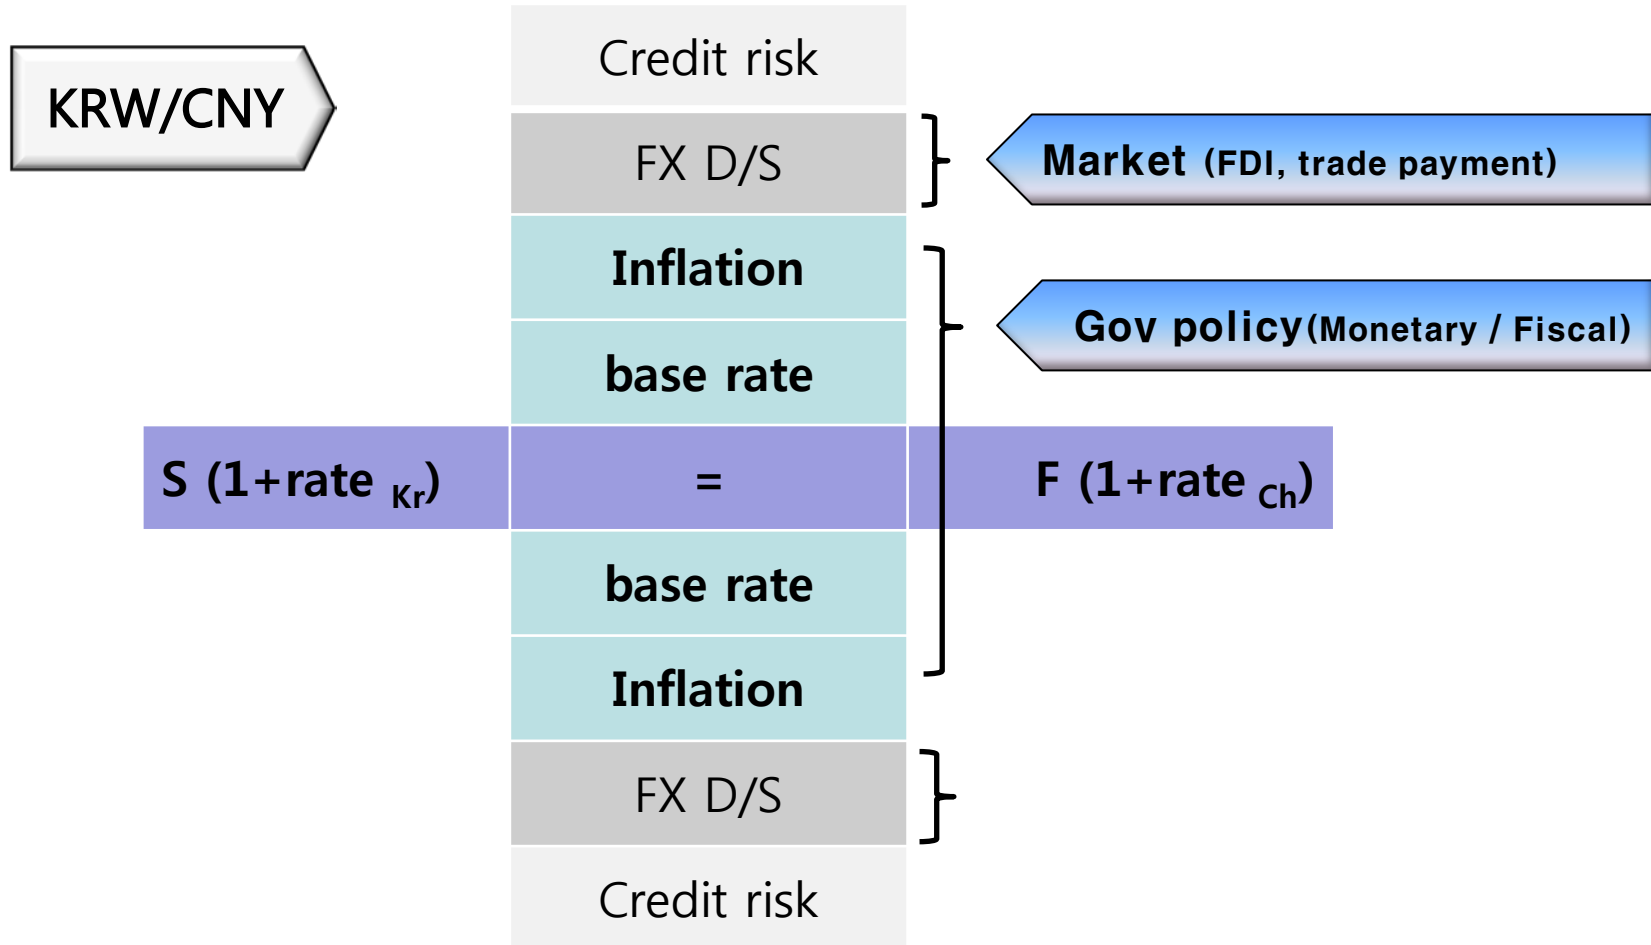 Credit risk
KRW/CNY
FX D/S
Market (FDI, trade payment)
Inflation
Gov policy(Monetary / Fiscal)
base rate
S (1+rate Kr) = F (1+rate Ch)
base rate
Inflation
FX D/S
Credit risk